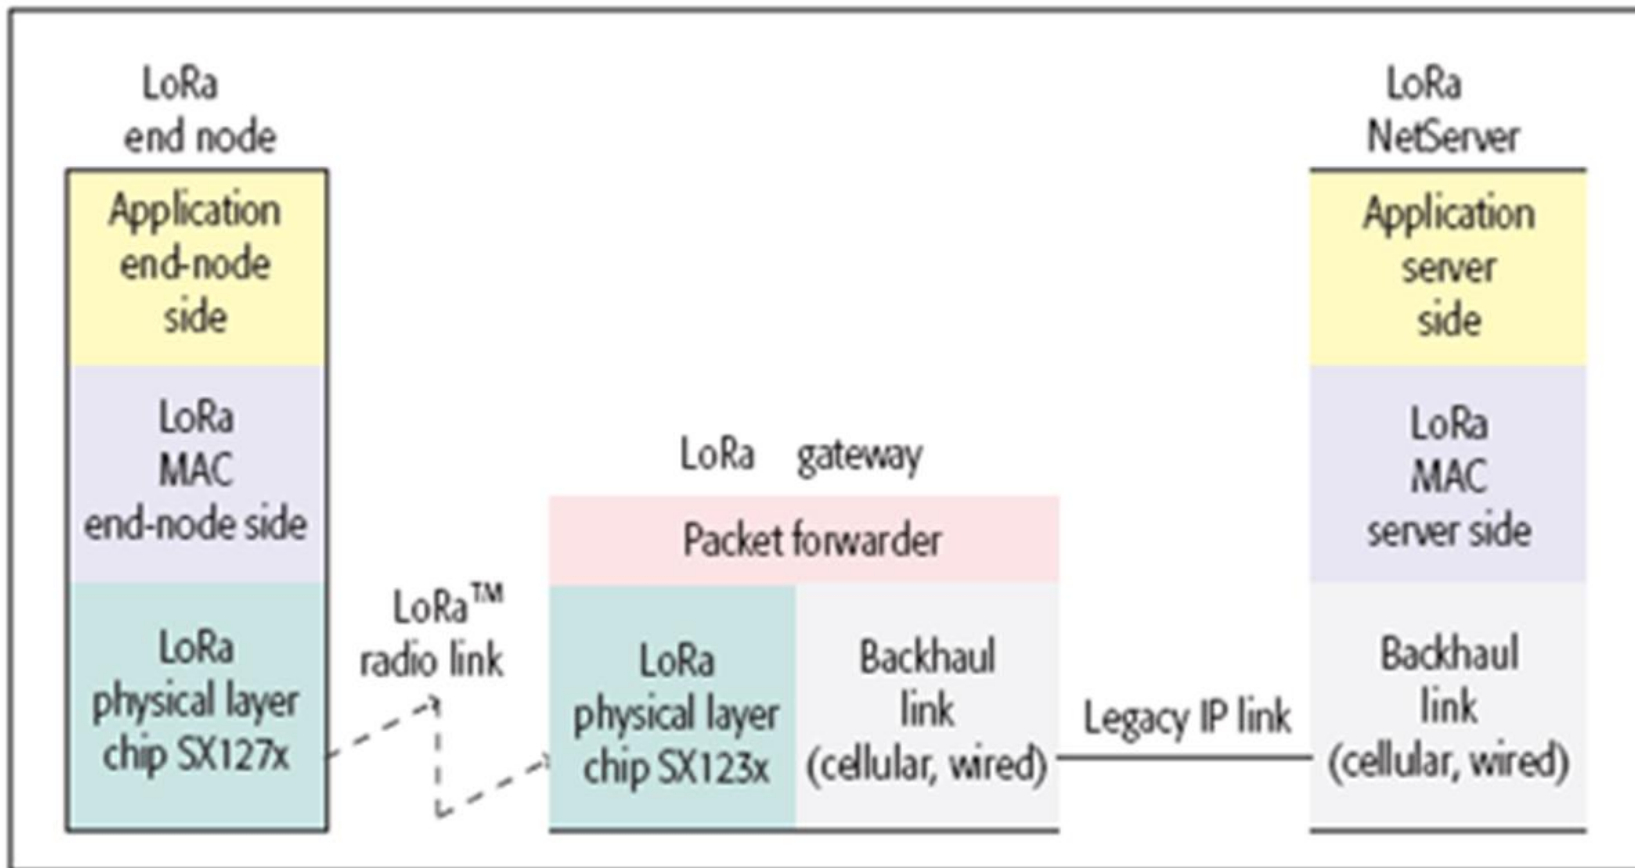 LoRa
end node
Application
end-node
side
LoRa
MAC
end-node side
LoRa
physical layer
chip SX127x
LoRa™
radio link
LoRa gateway
Packet forwarder
LoRa
physical layer
chip SX123x
Backhaul
link
(cellular, wired)
Legacy IP link
LoRa
NetServer
Application
server
side
LoRa
MAC
server side
Backhaul
link
(cellular, wired)